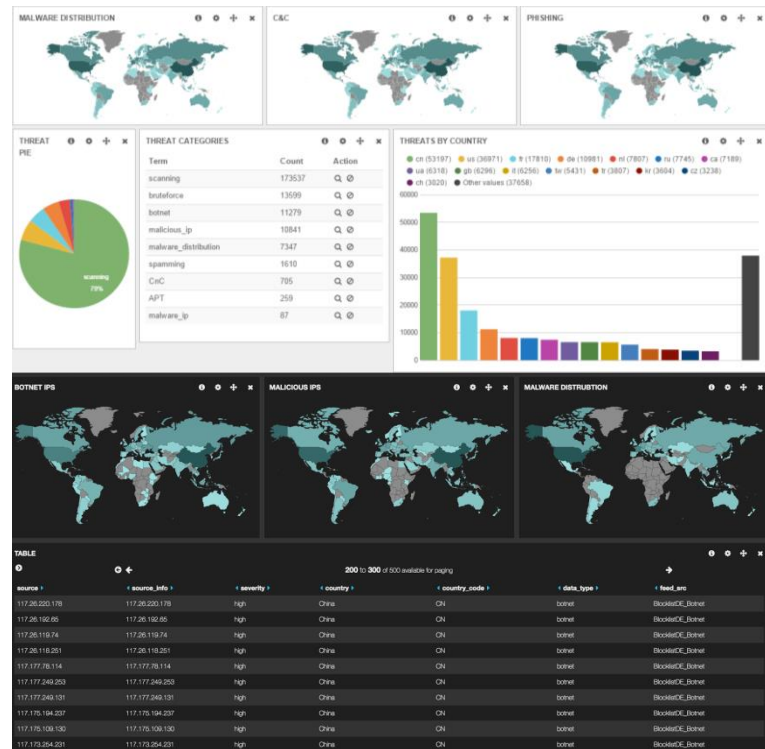 MALWARE DISTRIBUTION
C&C
PHISHING
THREAT PIE
scanning
78%
THREAT CATEGORIES
Term Count Action
scanning 173537
bruteforce 13599
botnet 11279
malicious_ip 10841
malware_distribution 7347
spamming 1610
CnC 705
APT 259
malware_ip 87
THREATS BY COUNTRY
cn (53197) us (36971) fr (17810) de (10981) nl (7807) ru (7745) ca (7189)
ua (6318) gb (6296) it (6256) tw (5431) tr (3807) kr (3604) cz (3238)
ch (3020) Other values (37658)
60000
50000
40000
30000
20000
10000
0
BOTNET IPS
MALICIOUS IPS
MALWARE DISTRUBTION
TABLE
200 to 300 of 500 available for paging
source source_info severity country country_code data_type feed_src
117.26.220.178 117.26.220.178 high China CN botnet BlocklistDE_Botnet
117.26.192.65 117.26.192.65 high China CN botnet BlocklistDE_Botnet
117.26.119.74 117.26.119.74 high China CN botnet BlocklistDE_Botnet
117.26.116.251 117.26.116.251 high China CN botnet BlocklistDE_Botnet
117.177.78.114 117.177.78.114 high China CN botnet BlocklistDE_Botnet
117.177.249.253 117.177.249.253 high China CN botnet BlocklistDE_Botnet
117.177.249.131 117.177.249.131 high China CN botnet BlocklistDE_Botnet
117.175.194.237 117.175.194.237 high China CN botnet BlocklistDE_Botnet
117.175.109.130 117.175.109.130 high China CN botnet BlocklistDE_Botnet
117.173.254.231 117.173.254.231 high China CN botnet BlocklistDE_Botnet